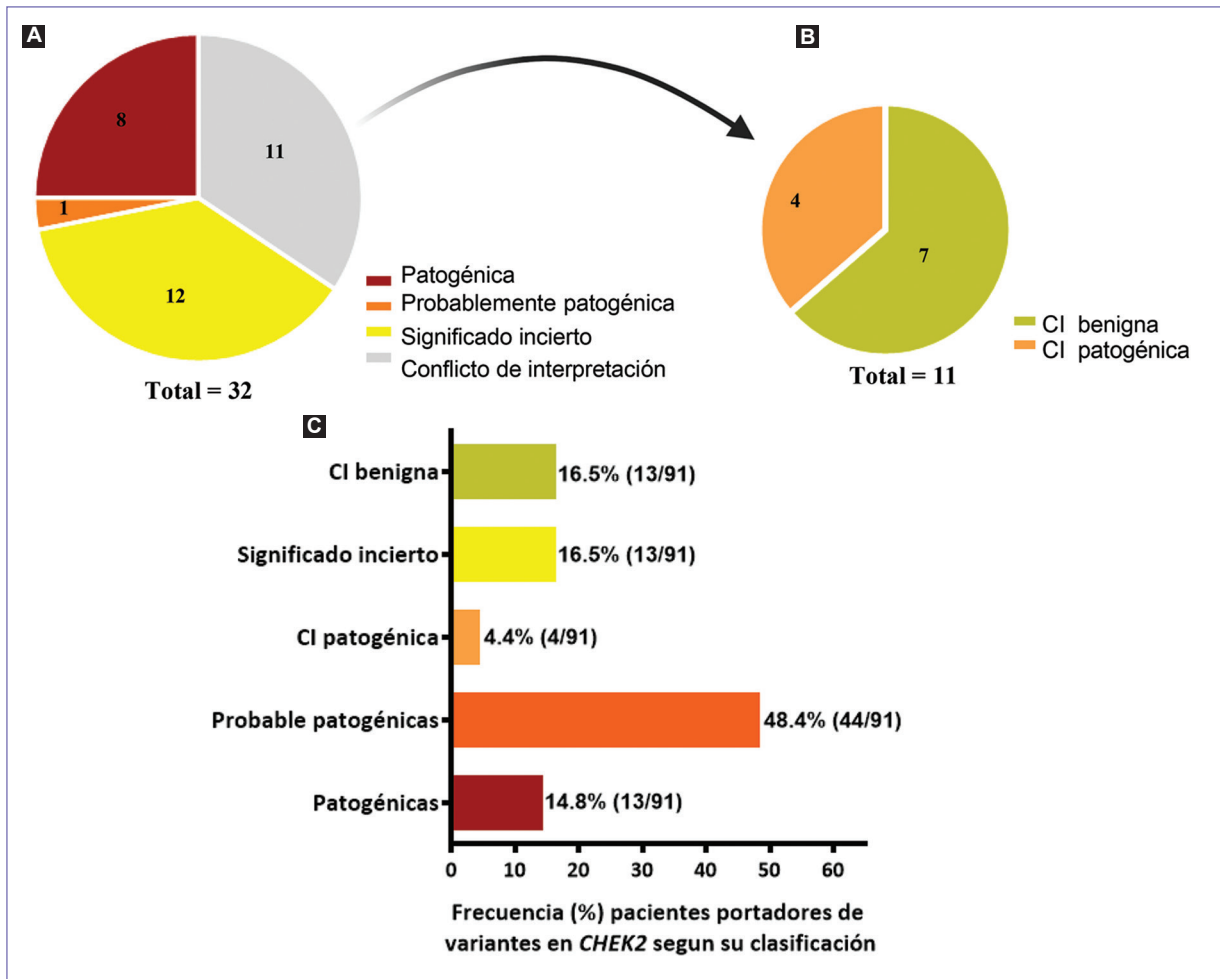 A
8
11
1
12
Patogénica
Probablemente patogénica
Significado incierto
Conflicto de interpretación
Total = 32
B
4
7
CI benigna
CI patogénica
Total = 11
C
CI benigna 16.5% (13/91)
Significado incierto 16.5% (13/91)
CI patogénica 4.4% (4/91)
Probable patogénicas 48.4% (44/91)
Patogénicas 14.8% (13/91)
0 10 20 30 40 50 60
Frecuencia (%) pacientes portadores de
variantes en CHEK2 segun su clasificación